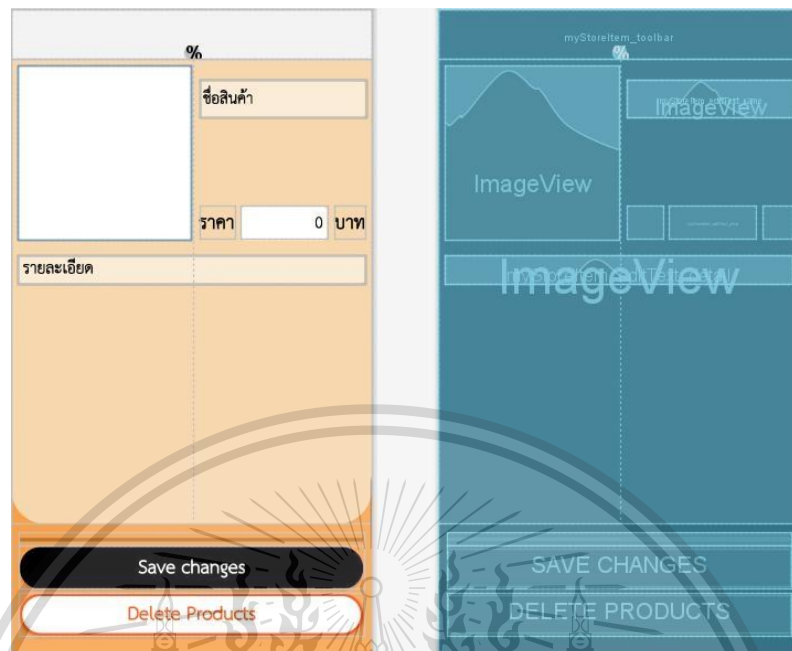 %
ชื่อสินค้า
ราคา 0 บาท
รายละเอียด
Save changes
Delete Products
myStoreItem_toolbar
%
ImageView
ImageView
ImageView
SAVE CHANGES
DELETE PRODUCTS